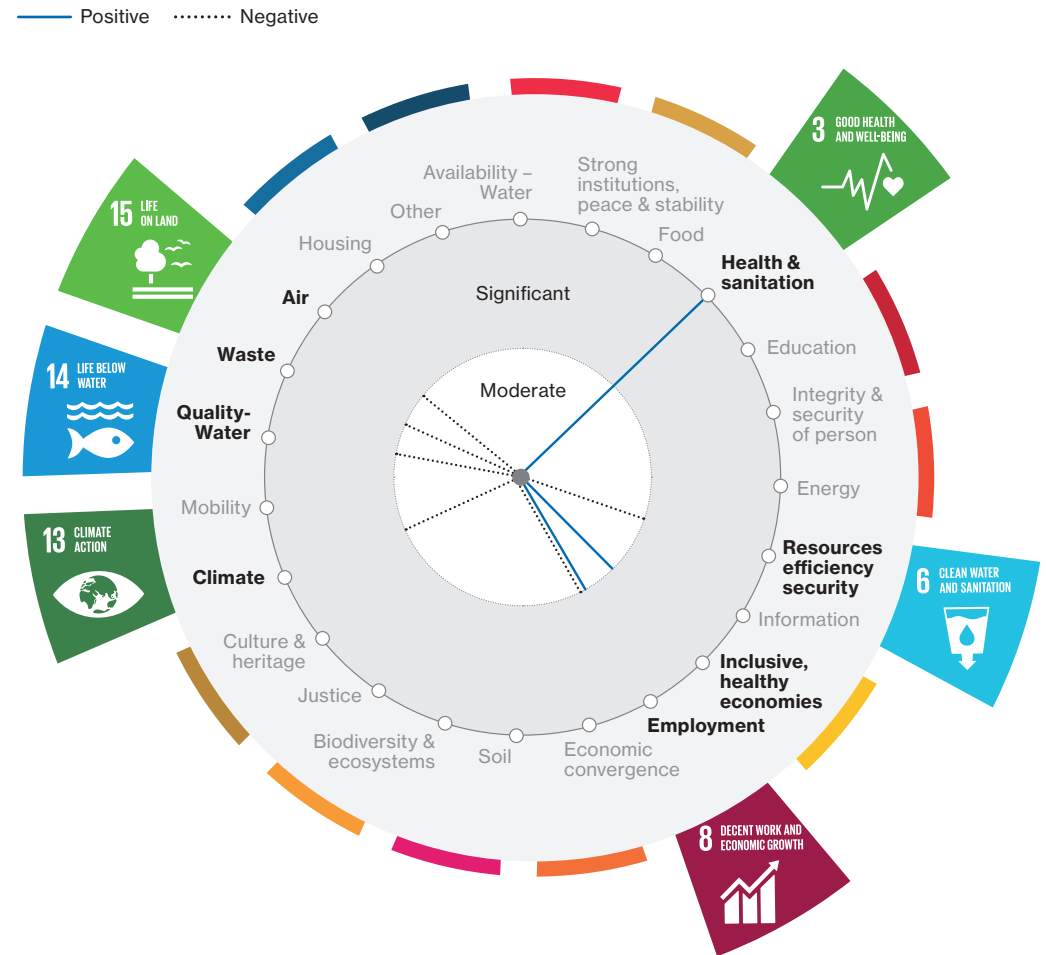 Positive
Negative
3 GOOD HEALTH
AND WELL-BEING
Availability –
Water
Strong
institutions,
peace & stability
Other
Food
15 LIFE
ON LAND
Housing
Health &
sanitation
Air
Significant
Education
Waste
14 LIFE BELOW
WATER
Moderate
Integrity &
security
of person
Quality-
Water
Energy
Mobility
13 CLIMATE
ACTION
Resources
efficiency
security
Climate
6 CLEAN WATER
AND SANITATION
Information
Culture &
heritage
Inclusive,
healthy
economies
Justice
Employment
Biodiversity &
ecosystems
Soil
Economic
convergence
8 DECENT WORK AND
ECONOMIC GROWTH